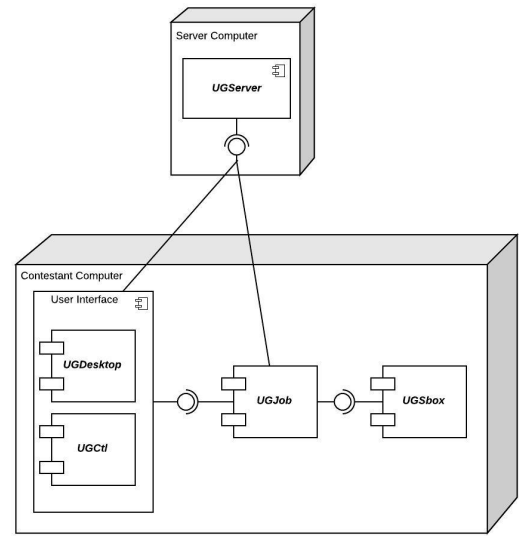 Server Computer
UGServer
Contestant Computer
User Interface
UGDesktop
UGJob
UGSbox
UGCtl